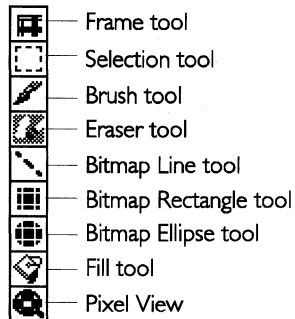 Frame tool
Selection tool
Brush tool
Eraser tool
Bitmap Line tool
Bitmap Rectangle tool
Bitmap Ellipse tool
Fill tool
Pixel View